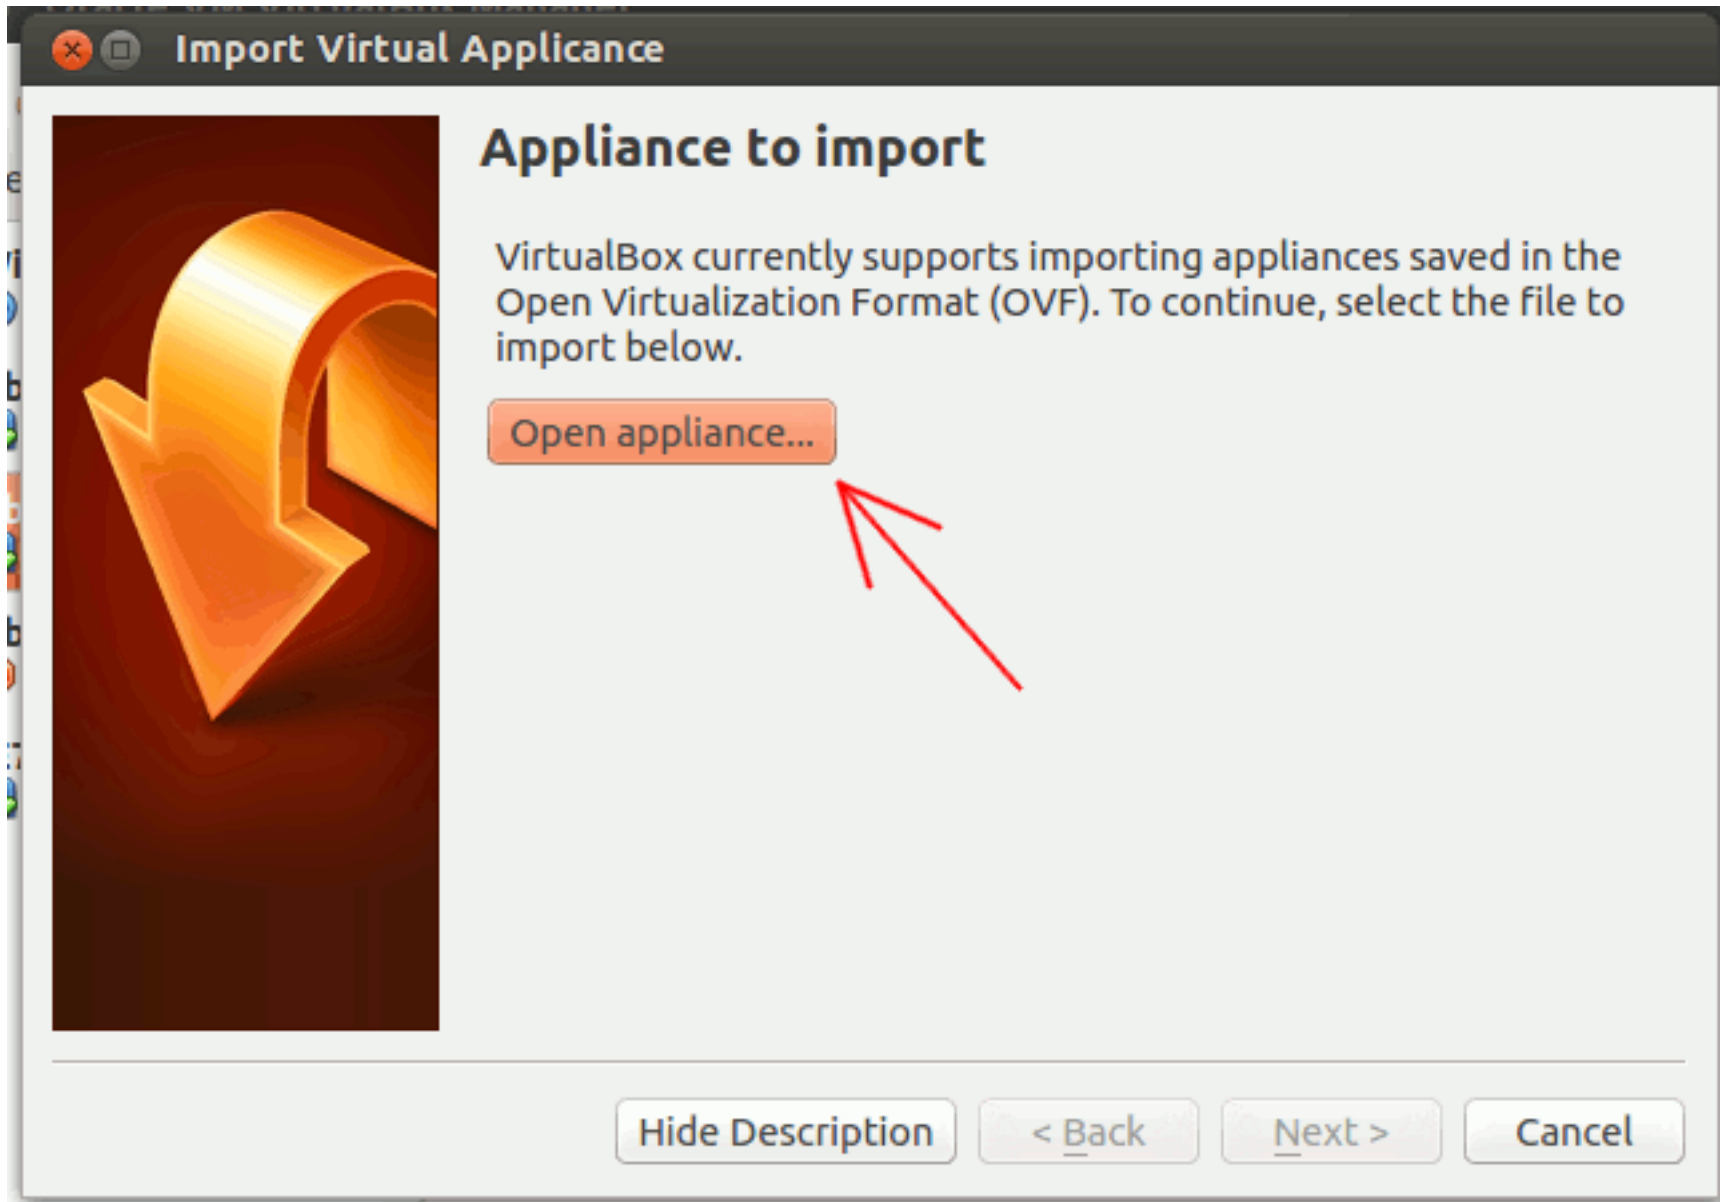 Import Virtual Applicance
Appliance to import
VirtualBox currently supports importing appliances saved in the
Open Virtualization Format (OVF). To continue, select the file to
import below.
Open appliance...
Hide Description
< Back
Next >
Cancel